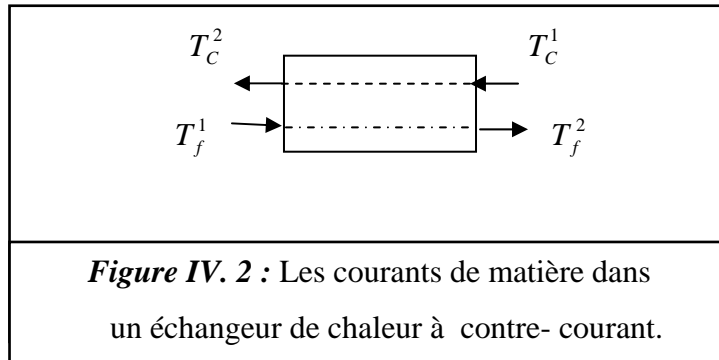 T_C^2 T_C^1
T_f^1 T_f^2
Figure IV. 2 : Les courants de matière dans
un échangeur de chaleur à contre- courant.